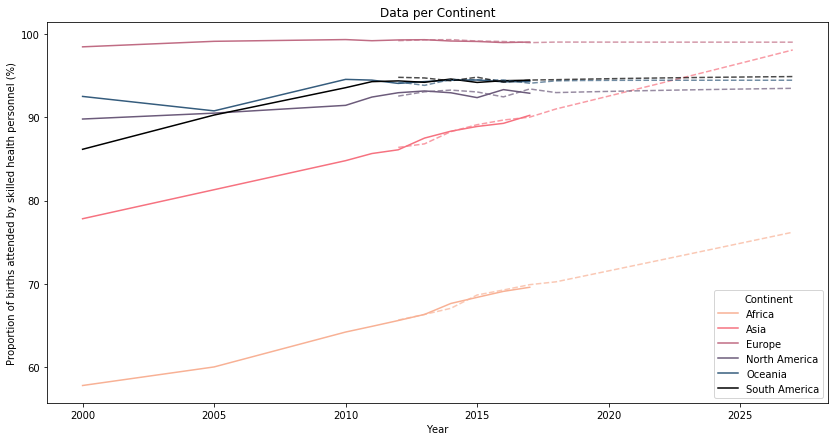 Data per Continent
Proportion of births attended by skilled health personnel (%)
100
90
80
70
60
2000
2005
2010
2015
2020
2025
Year
Continent
Africa
Asia
Europe
North America
Oceania
South America